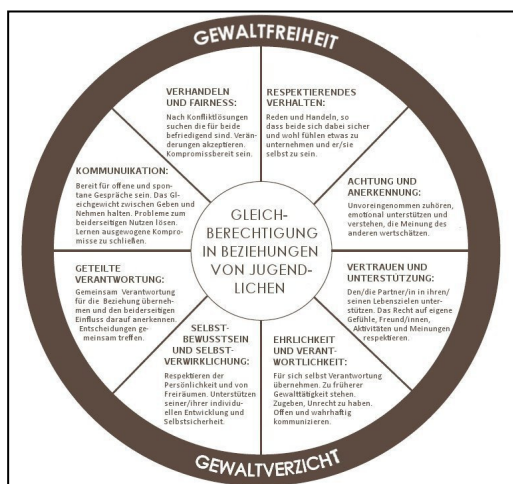 GEWALTFREIHEIT
VERHANDELN
UND FAIRNESS:
Nach Konfliktlösungen
suchen die für beide
befriedigend sind. Verän-
derungen akzeptieren.
Kompromissbereit sein.
RESPEKTIERENDES
VERHALTEN:
Reden und Handeln, so
dass beide sich dabei sicher
und wohl fühlen etwas zu
unternehmen und er/sie
selbst zu sein.
ACHTUNG UND
ANERKENNUNG:
Unvoreingenommen zuhören,
emotional unterstützen und
verstehen, die Meinung des
anderen wertschätzen.
VERTRAUEN UND
UNTERSTÜTZUNG:
Den/die Partner/in in ihren/
seinen Lebenszielen unter-
stützen. Das Recht auf eigene
Gefühle, Freund/innen,
Aktivitäten und Meinungen
respektieren.
EHRLICHKEIT
UND VERANT-
WORTLICHKEIT:
Für sich selbst Verantwortung
übernehmen. Zu früherer
Gewalttätigkeit stehen.
Zugeben, Unrecht zu haben.
Offen und wahrhaftig
kommunizieren.
SELBST-
BEWUSSTSEIN
UND SELBST-
VERWIRKLICHUNG:
Respektieren der
Persönlichkeit und von
Freiräumen. Unterstützen
seiner/ihrer individu-
ellen Entwicklung und
Selbstsicherheit.
GETEILTE
VERANTWORTUNG:
Gemeinsam Verantwortung
für die Beziehung überneh-
men und den beiderseitigen
Einfluss darauf anerkennen.
Entscheidungen ge-
meinsam treffen.
KOMMUNUIKATION:
Bereit für offene und spon-
tane Gespräche sein. Das Gl-
eichgewicht zwischen Geben und
Nehmen halten. Probleme zum
beiderseitigen Nutzen lösen.
Lernen ausgewogene Kompro-
misse zu schließen.
GLEICH-
BERECHTIGUNG
IN BEZIEHUNGEN
VON JUGEND-
LICHEN
GEWALTVERZICHT